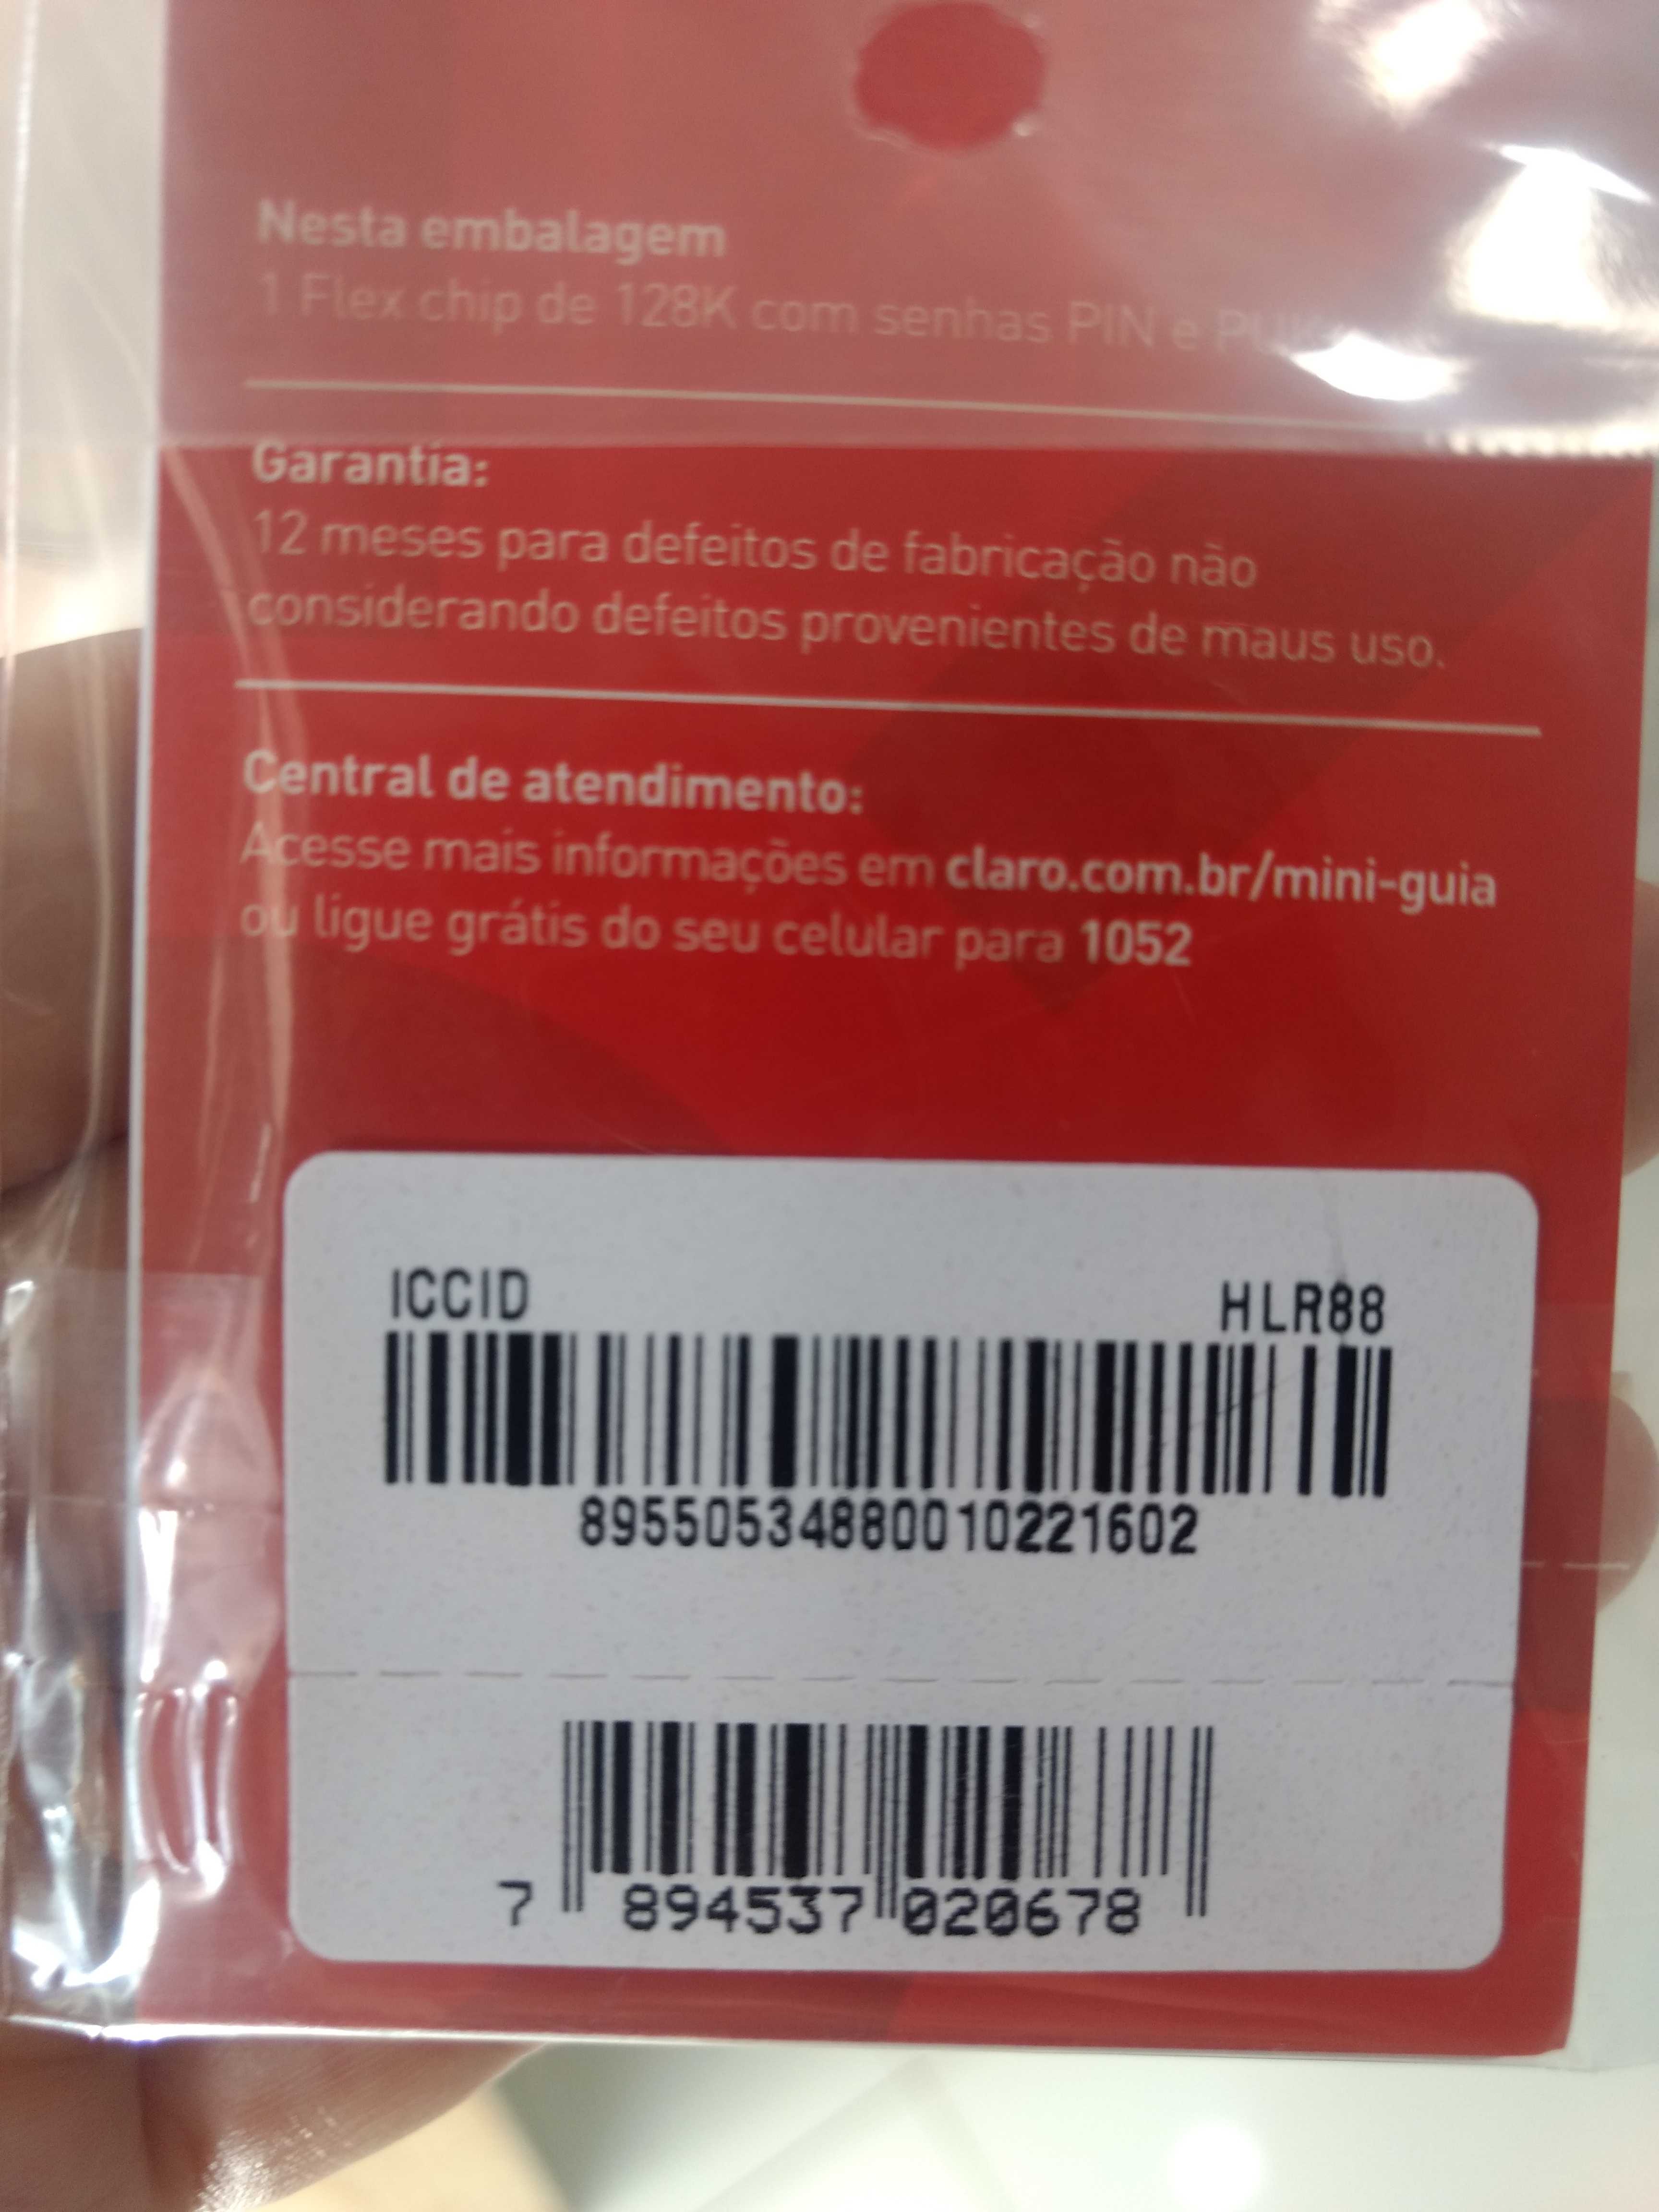 Nesta embalagem
1 Flex chip de 128K com senhas PIN e PUK
Garantia:
12 meses para defeitos de fabricação não
considerando defeitos provenientes de maus uso.
Central de atendimento:
Acesse mais informações em claro.com.br/mini-guia
ou ligue grátis do seu celular para 1052
ICCID HLR88
89550534880010221602
7 894537 020678